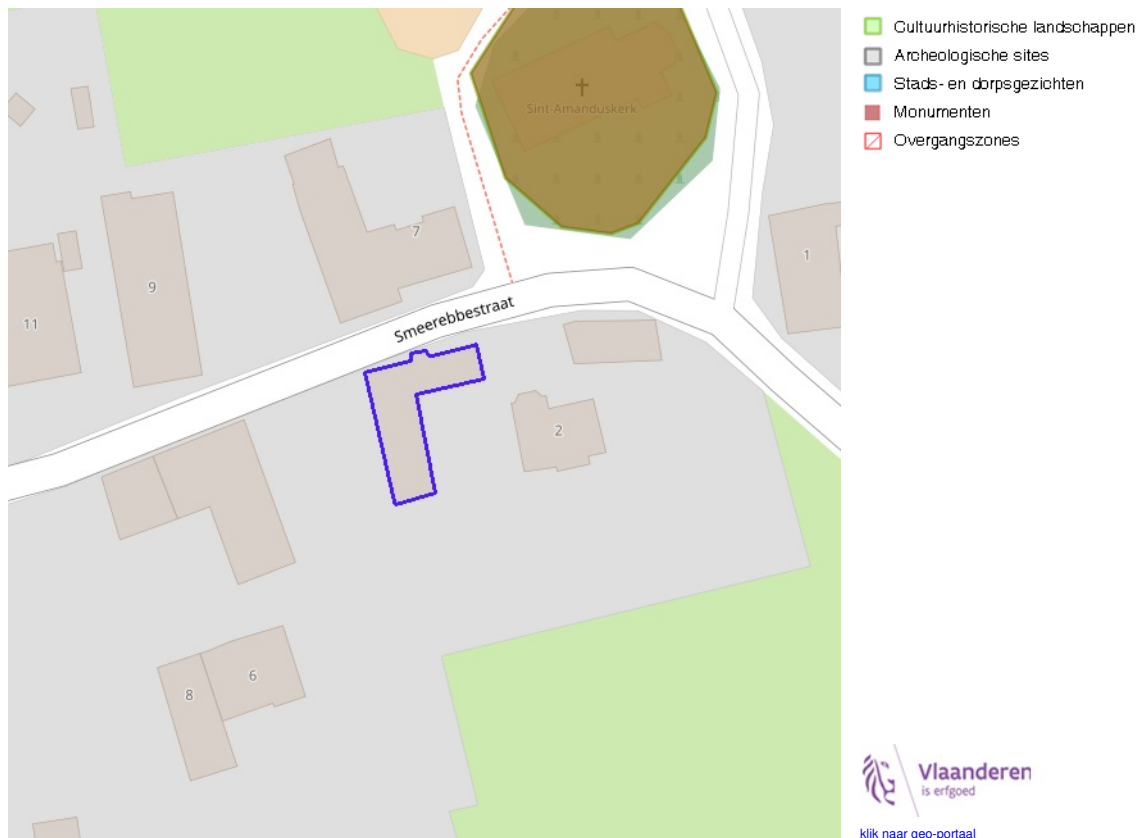 Sint-Amanduskerk
7
1
9
11
Smeerebbestraat
2
6
8
Cultuurhistorische landschappen
Archeologische sites
Stads- en dorpsgezichten
Monumenten
Overgangszones
Vlaanderen
is erfgoed
klik naar geo-portaal